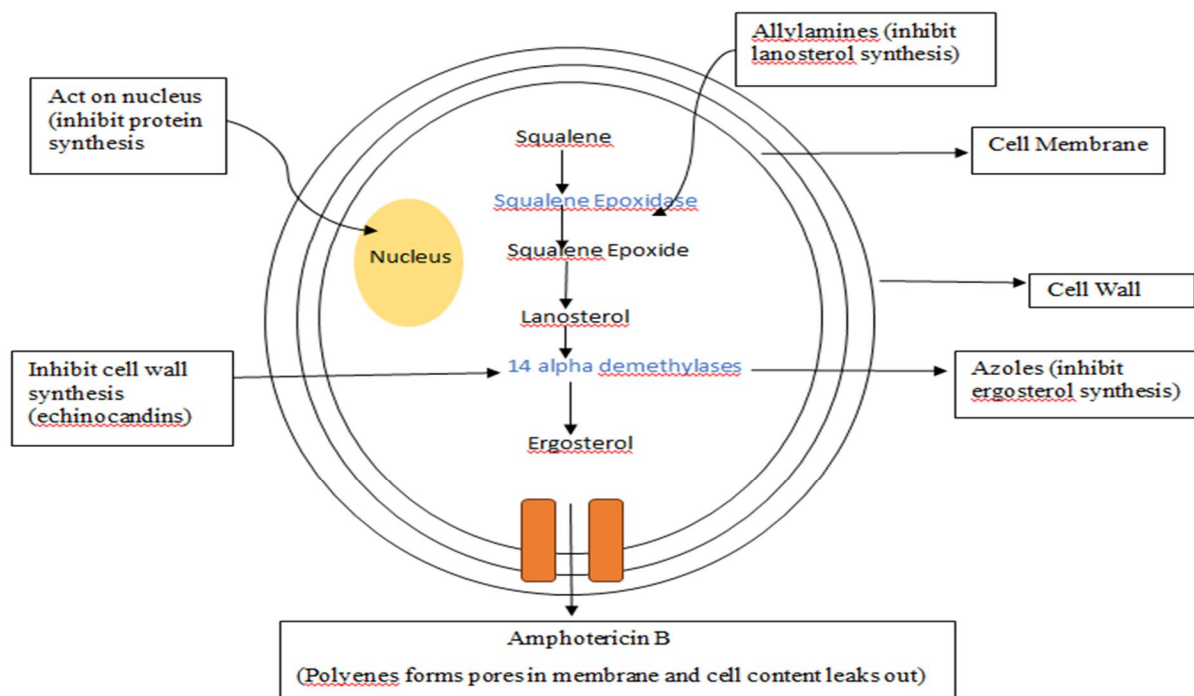 Allylamines (inhibit
lanosterol synthesis)
Act on nucleus
(inhibit protein
synthesis
Squalene
Cell Membrane
Squalene Epoxidase
Nucleus
Squalene Epoxide
Cell Wall
Lanosterol
Inhibit cell wall
synthesis
(echinocandins)
14 alpha demethylases
Azoles (inhibit
ergosterol synthesis)
Ergosterol
Amphotericin B
(Polyenes forms pores in membrane and cell content leaks out)